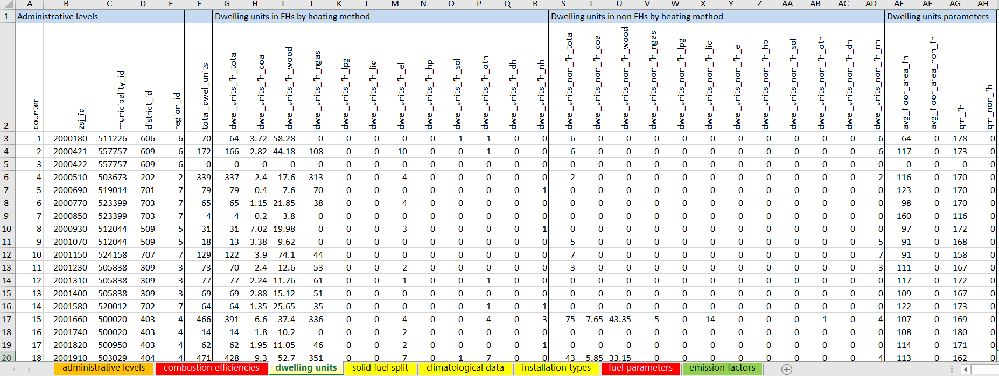 A B C D E F G H I J K L M N O P Q R S T U V W X Y Z AA AB AC AD AE AF AG AH
1 Administrative levels Dwelling units in FHs by heating method Dwelling units in non FHs by heating method Dwelling units parameters
2 counter zsj_id municipality_id district_id region_id total_dwel_units dwel_units_fh_total dwel_units_fh_coal dwel_units_fh_wood dwel_units_fh_ngas dwel_units_fh_lpg dwel_units_fh_liq dwel_units_fh_el dwel_units_fh_hp dwel_units_fh_sol dwel_units_fh_oth dwel_units_fh_dh dwel_units_fh_nh dwel_units_non_fh_total dwel_units_non_fh_coal dwel_units_non_fh_wood dwel_units_non_fh_ngas dwel_units_non_fh_lpg dwel_units_non_fh_liq dwel_units_non_fh_el dwel_units_non_fh_hp dwel_units_non_fh_sol dwel_units_non_fh_oth dwel_units_non_fh_dh dwel_units_non_fh_nh avg_floor_area_fh avg_floor_area_non_fh qm_fh qm_non_fh
3 1 2000180 511226 606 6 70 64 3.72 58.28 0 0 0 0 0 1 1 0 0 6 0 0 0 0 0 0 0 0 0 0 6 64 0 178 0
4 2 2000421 557757 609 6 172 166 2.82 44.18 108 0 0 10 0 0 1 0 0 6 0 0 0 0 0 0 0 0 0 0 6 117 0 173 0
5 3 2000422 557757 609 6 0 0 0 0 0 0 0 0 0 0 0 0 0 0 0 0 0 0 0 0 0 0 0 0 0 0 0 0 0
6 4 2000510 503673 202 2 339 337 2.4 17.6 313 0 0 4 0 0 0 0 0 2 0 0 0 0 0 0 0 0 0 0 2 116 0 170 0
7 5 2000690 519014 701 7 79 79 0.4 7.6 70 0 0 0 0 0 0 0 1 0 0 0 0 0 0 0 0 0 0 0 0 123 0 170 0
8 6 2000770 523399 703 7 65 65 1.15 21.85 38 0 0 4 0 0 0 0 0 0 0 0 0 0 0 0 0 0 0 0 0 98 0 170 0
9 7 2000850 523399 703 7 4 4 0.2 3.8 0 0 0 0 0 0 0 0 0 0 0 0 0 0 0 0 0 0 0 0 0 160 0 116 0
10 8 2000930 512044 509 5 31 31 7.02 19.98 0 0 0 3 0 0 0 0 1 0 0 0 0 0 0 0 0 0 0 0 0 97 0 172 0
11 9 2001070 512044 509 5 18 13 3.38 9.62 0 0 0 0 0 0 0 0 0 5 0 0 0 0 0 0 0 0 0 0 5 91 0 168 0
12 10 2001150 524158 707 7 129 122 3.9 74.1 44 0 0 0 0 0 0 0 0 7 0 0 0 0 0 0 0 0 0 0 7 91 0 158 0
13 11 2001230 505838 309 3 73 70 2.4 12.6 53 0 0 2 0 0 0 0 0 3 0 0 0 0 0 0 0 0 0 0 3 111 0 167 0
14 12 2001310 505838 309 3 77 77 2.24 11.76 61 0 0 1 0 0 1 0 0 0 0 0 0 0 0 0 0 0 0 0 0 117 0 172 0
15 13 2001400 505838 309 3 69 69 2.88 15.12 51 0 0 0 0 0 0 0 0 0 0 0 0 0 0 0 0 0 0 0 0 109 0 167 0
16 14 2001580 520012 702 7 64 64 1.35 25.65 35 0 0 0 0 0 1 0 1 0 0 0 0 0 0 0 0 0 0 0 0 122 0 173 0
17 15 2001660 500020 403 4 466 391 6.6 37.4 336 0 0 4 0 0 4 0 3 75 7.65 43.35 5 0 14 0 0 0 1 0 4 107 0 169 0
18 16 2001740 500020 403 4 14 14 1.8 10.2 0 0 0 2 0 0 0 0 0 0 0 0 0 0 0 0 0 0 0 0 0 108 0 180 0
19 17 2001820 500950 403 4 62 62 1.95 11.05 46 0 0 2 0 0 0 0 1 0 0 0 0 0 0 0 0 0 0 0 0 114 0 171 0
20 18 2001910 503029 404 4 471 428 9.3 52.7 351 0 0 7 0 1 7 0 0 43 5.85 33.15 0 0 0 0 0 0 0 0 4 113 0 162 0
administrative levels combustion efficiencies dwelling units solid fuel split climatological data installation types fuel parameters emission factors